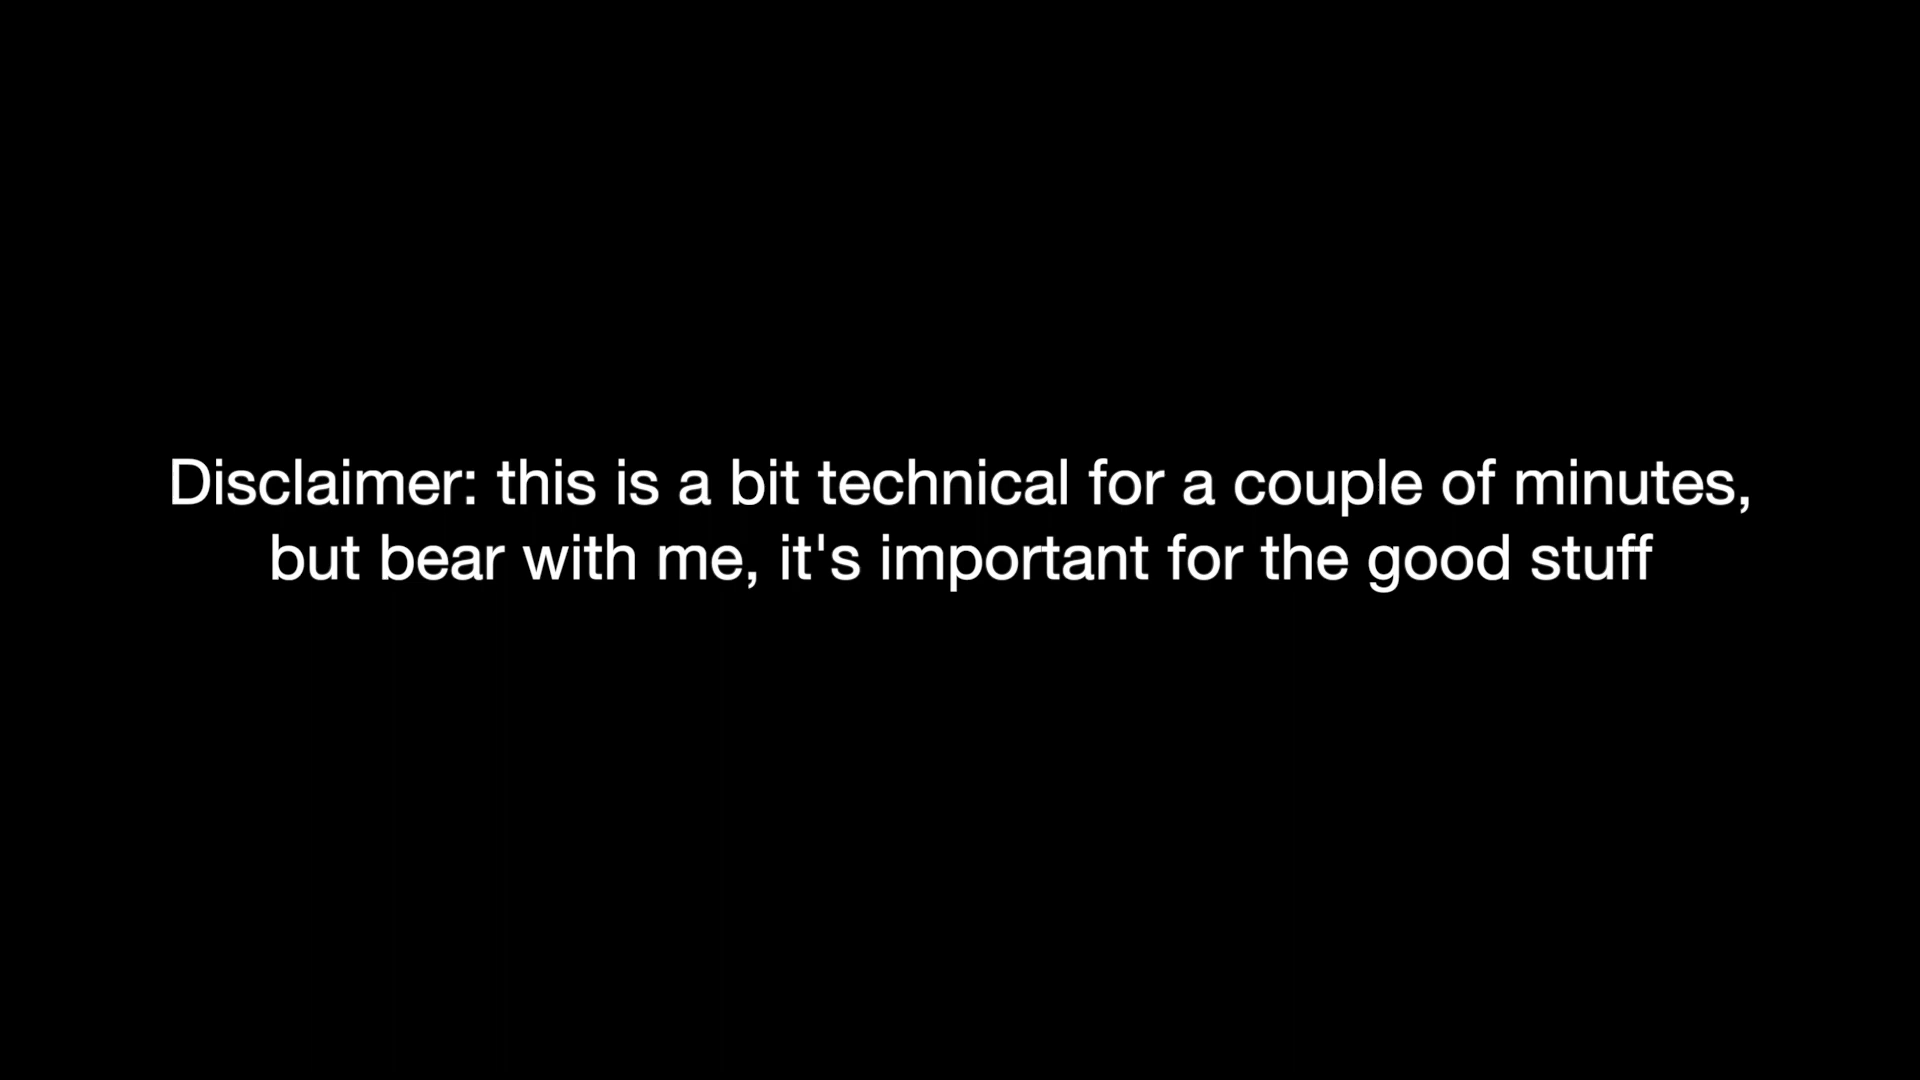 Disclaimer: this is a bit technical for a couple of minutes,
but bear with me, it's important for the good stuff